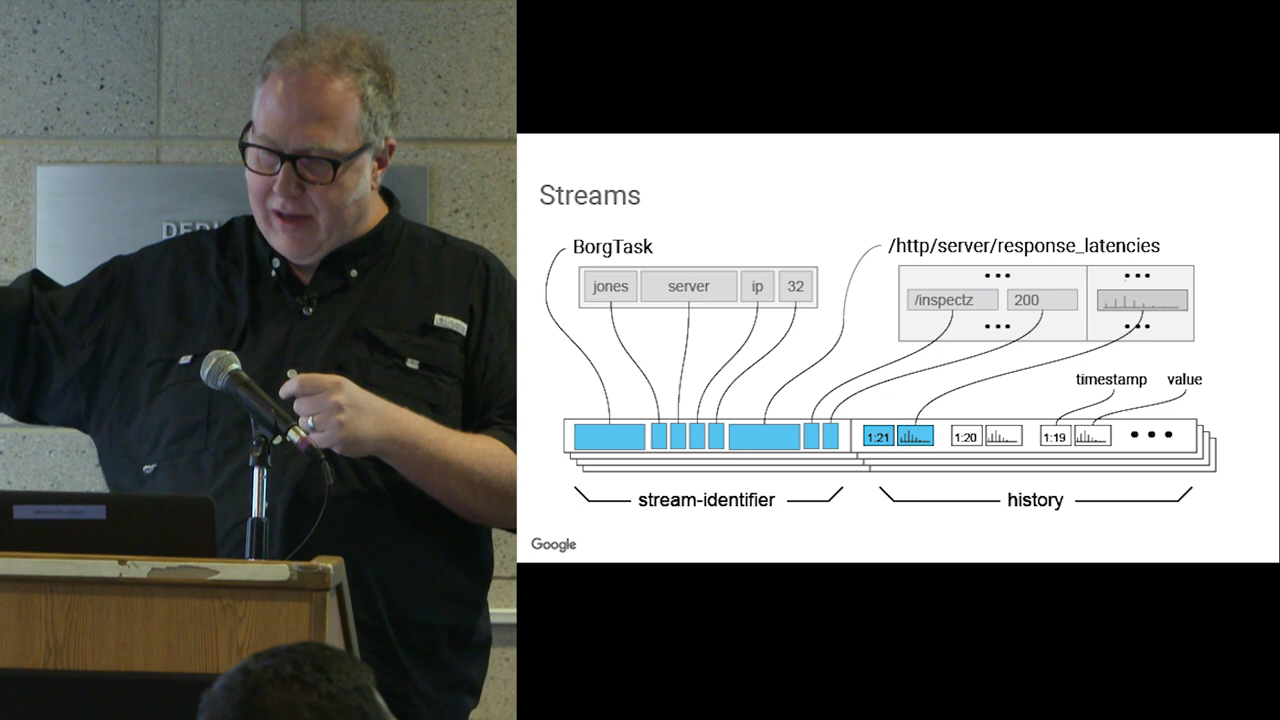 DEDI
Streams
BorgTask
/http/server/response_latencies
jones server ip 32
/inspectz 200
timestamp value
1:21 1:20 1:19
stream-identifier history
Google